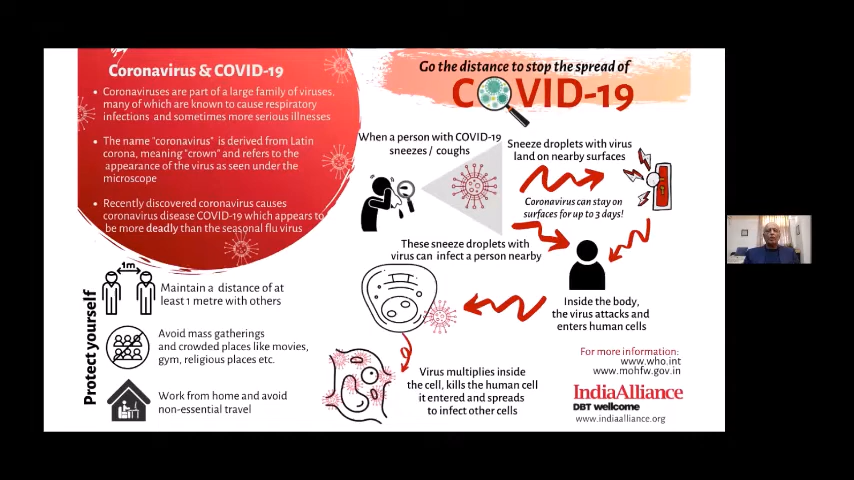 Coronavirus & COVID-19
• Coronaviruses are part of a large family of viruses,
many of which are known to cause respiratory
infections and sometimes more serious illnesses
• The name "coronavirus" is derived from Latin
corona, meaning "crown" and refers to the
appearance of the virus as seen under the
microscope
• Recently discovered coronavirus causes
coronavirus disease COVID-19 which appears to
be more deadly than the seasonal flu virus
Protect yourself
1m
Maintain a distance of at
least 1 metre with others
Avoid mass gatherings
and crowded places like movies,
gym, religious places etc.
Work from home and avoid
non-essential travel
Go the distance to stop the spread of
COVID-19
When a person with COVID-19
sneezes / coughs
Sneeze droplets with virus
land on nearby surfaces
Coronavirus can stay on
surfaces for up to 3 days!
These sneeze droplets with
virus can infect a person nearby
Inside the body,
the virus attacks and
enters human cells
Virus multiplies inside
the cell, kills the human cell
it entered and spreads
to infect other cells
For more information:
www.who.int
www.mohfw.gov.in
IndiaAlliance
DBT wellcome
www.indiaalliance.org